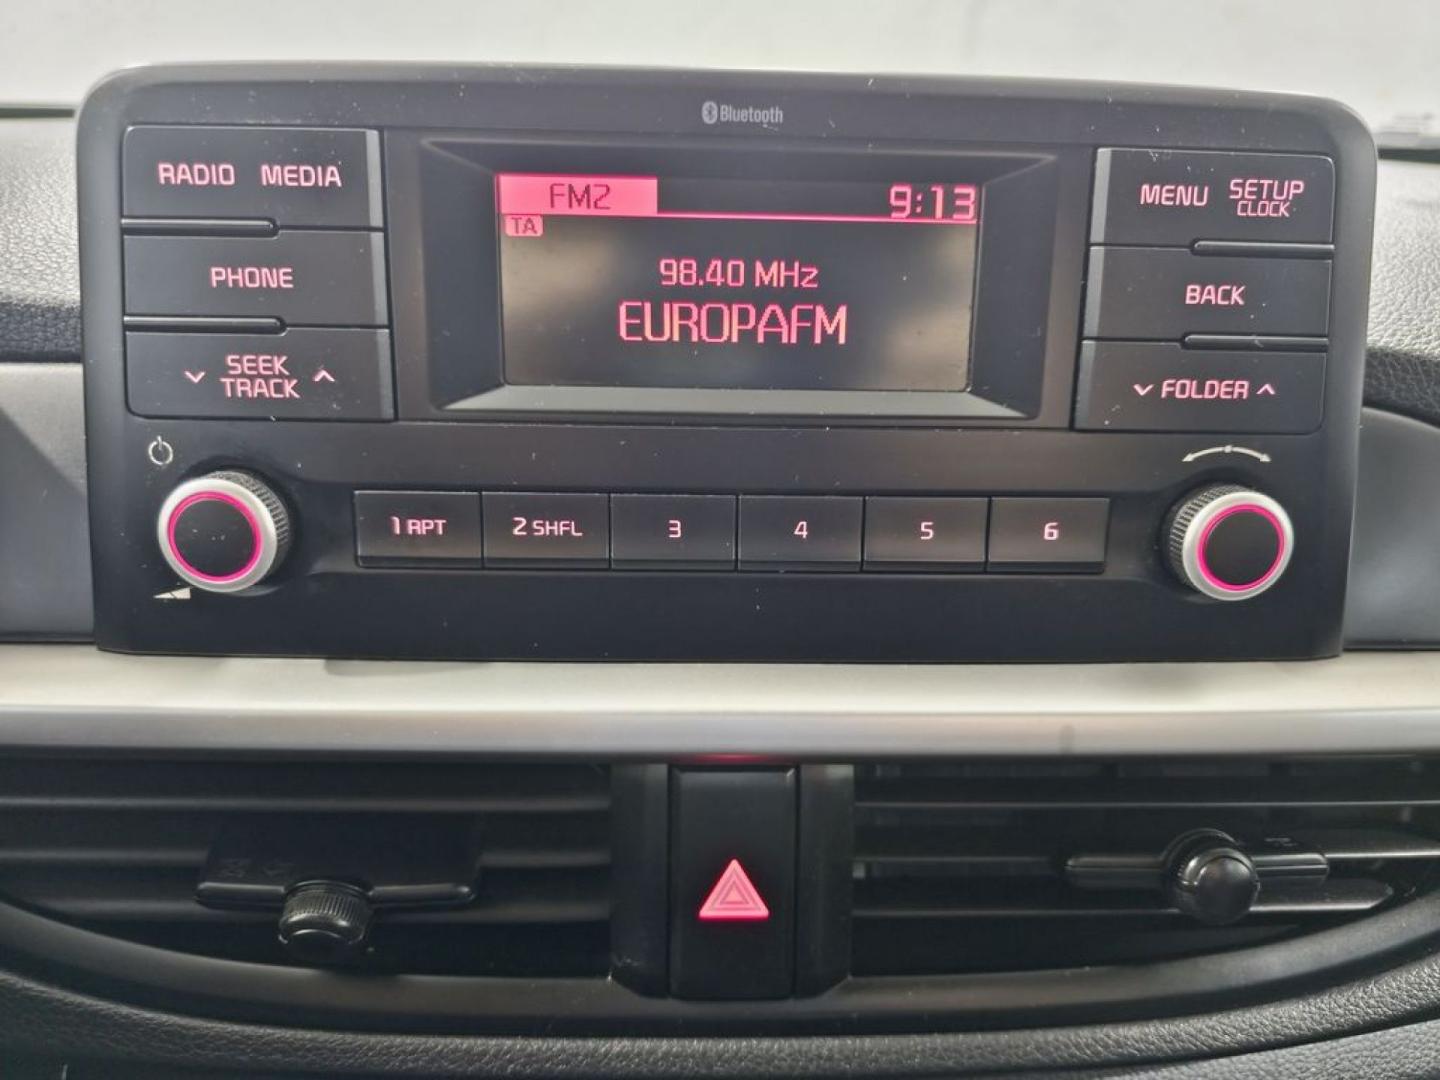 Bluetooth
RADIO MEDIA
PHONE
SEEK
TRACK
FM2 9:13
TA
98.40 MHz
EUROPAFM
MENU SETUP
CLOCK
BACK
FOLDER
1 RPT 2 SHFL 3 4 5 6